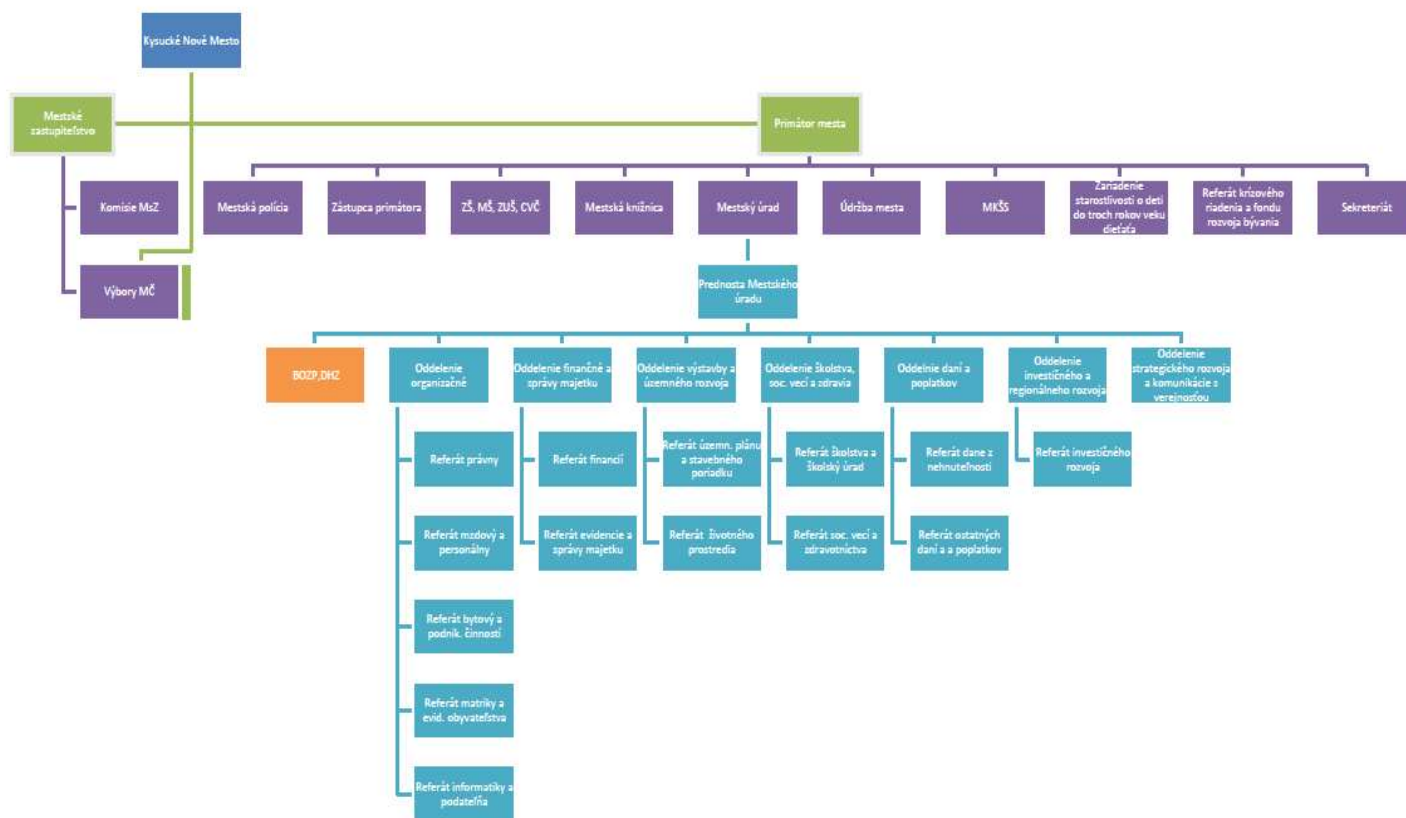 Kysucké Nové Mesto
Mestské
zastupiteľstvo
Primátor mesta
Komisie MsZ
Mestská polícia
Zástupca primátora
ZŠ, MŠ, ZUŠ, CVČ
Mestská knižnica
Mestský úrad
Údržba mesta
MKŠS
Zariadenie
starostlivosti o deti
do troch rokov veku
dieťaťa
Referát krízového
riadenia a fondu
rozvoja bývania
Sekreteriát
Výbory MČ
Prednosta Mestského
úradu
BOZP,DHZ
Oddelenie
organizačné
Oddelenie finančné a
správy majetku
Oddelenie výstavby a
územného rozvoja
Oddelenie školstva,
soc. vecí a zdravia
Oddelnie daní a
poplatkov
Oddelenie
investičného a
regionálneho rozvoja
Oddelenie
strategického rozvoja
a komunikácie s
verejnosťou
Referát právny
Referát financií
Referát územn. plánu
a stavebného
poriadku
Referát školstva a
školský úrad
Referát dane z
nehnuteľností
Referát investičného
rozvoja
Referát mzdový a
personálny
Referát evidencie a
správy majetku
Referát životného
prostredia
Referát soc. vecí a
zdravotníctva
Referát ostatných
daní a a poplatkov
Referát bytový a
podnik. činností
Referát matriky a
evid. obyvateľstva
Referát informatiky a
podateľňa